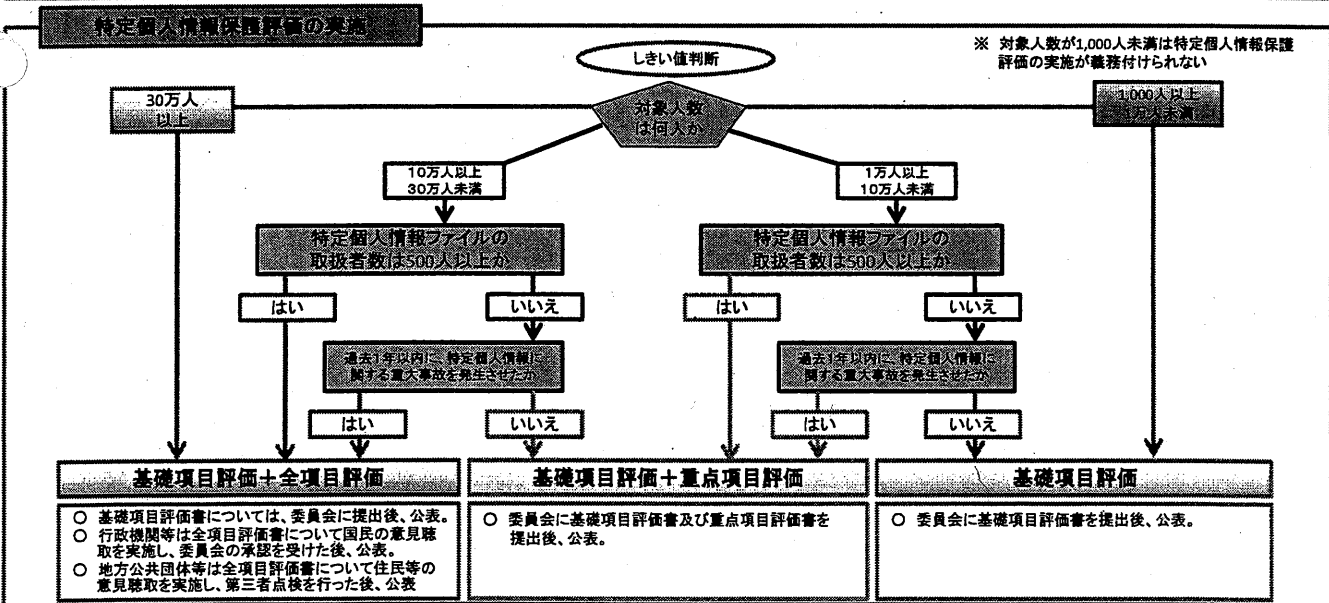 特定個人情報保護評価の実施
※ 対象人数が1,000人未満は特定個人情報保護
評価の実施が義務付けられない
しきい値判断
対象人数
は何人か
30万人
以上
1,000人以上
1万人未満
10万人以上
30万人未満
1万人以上
10万人未満
特定個人情報ファイルの
取扱者数は500人以上か
特定個人情報ファイルの
取扱者数は500人以上か
はい
いいえ
はい
いいえ
過去1年以内に、特定個人情報に
関する重大事故を発生させたか
過去1年以内に、特定個人情報に
関する重大事故を発生させたか
はい
いいえ
はい
いいえ
基礎項目評価+全項目評価
○ 基礎項目評価書については、委員会に提出後、公表。
○ 行政機関等は全項目評価書について国民の意見聴
取を実施し、委員会の承認を受けた後、公表。
○ 地方公共団体等は全項目評価書について住民等の
意見聴取を実施し、第三者点検を行った後、公表
基礎項目評価+重点項目評価
○ 委員会に基礎項目評価書及び重点項目評価書を
提出後、公表。
基礎項目評価
○ 委員会に基礎項目評価書を提出後、公表。